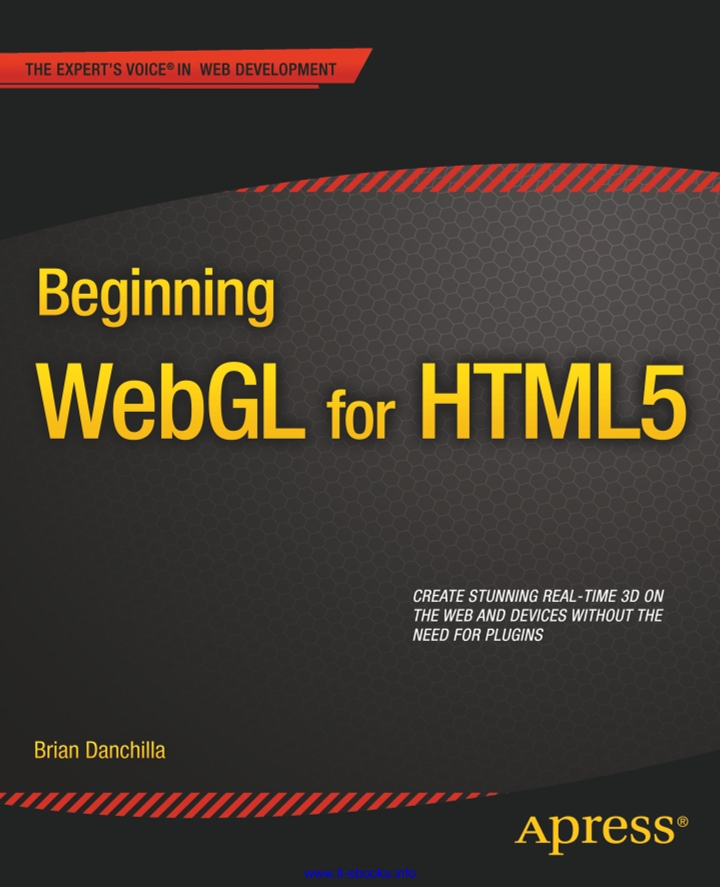 THE EXPERT'S VOICE® IN WEB DEVELOPMENT
Beginning
WebGL for HTML5
CREATE STUNNING REAL-TIME 3D ON
THE WEB AND DEVICES WITHOUT THE
NEED FOR PLUGINS
Brian Danchilla
Apress®
www.it-ebooks.info